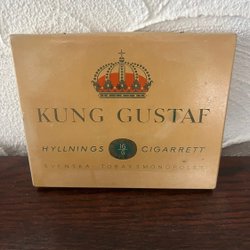 KUNG GUSTAF
HYLLNINGS CIGARRETT
SVENSKA TOBAKSMONOPOLET